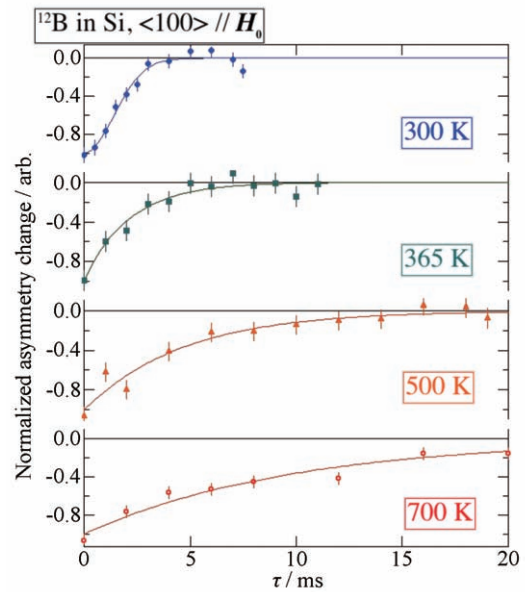 ¹²B in Si, <100> // H₀
Normalized asymmetry change / arb.
0.0
-0.4
-0.8
300 K
0.0
-0.4
-0.8
365 K
0.0
-0.4
-0.8
500 K
0.0
-0.4
-0.8
700 K
0 5 10 15 20
τ / ms